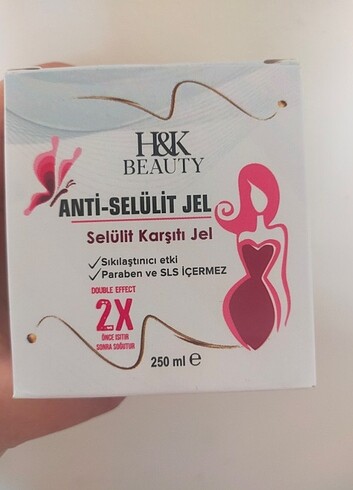 H&K
BEAUTY
ANTİ-SELÜLİT JEL
Selülit Karşıtı Jel
Sıkılaştırıcı etki
Paraben ve SLS İÇERMEZ
DOUBLE EFFECT
2X
ÖNCE ISITIR
SONRA SOĞUTUR
250 ml e